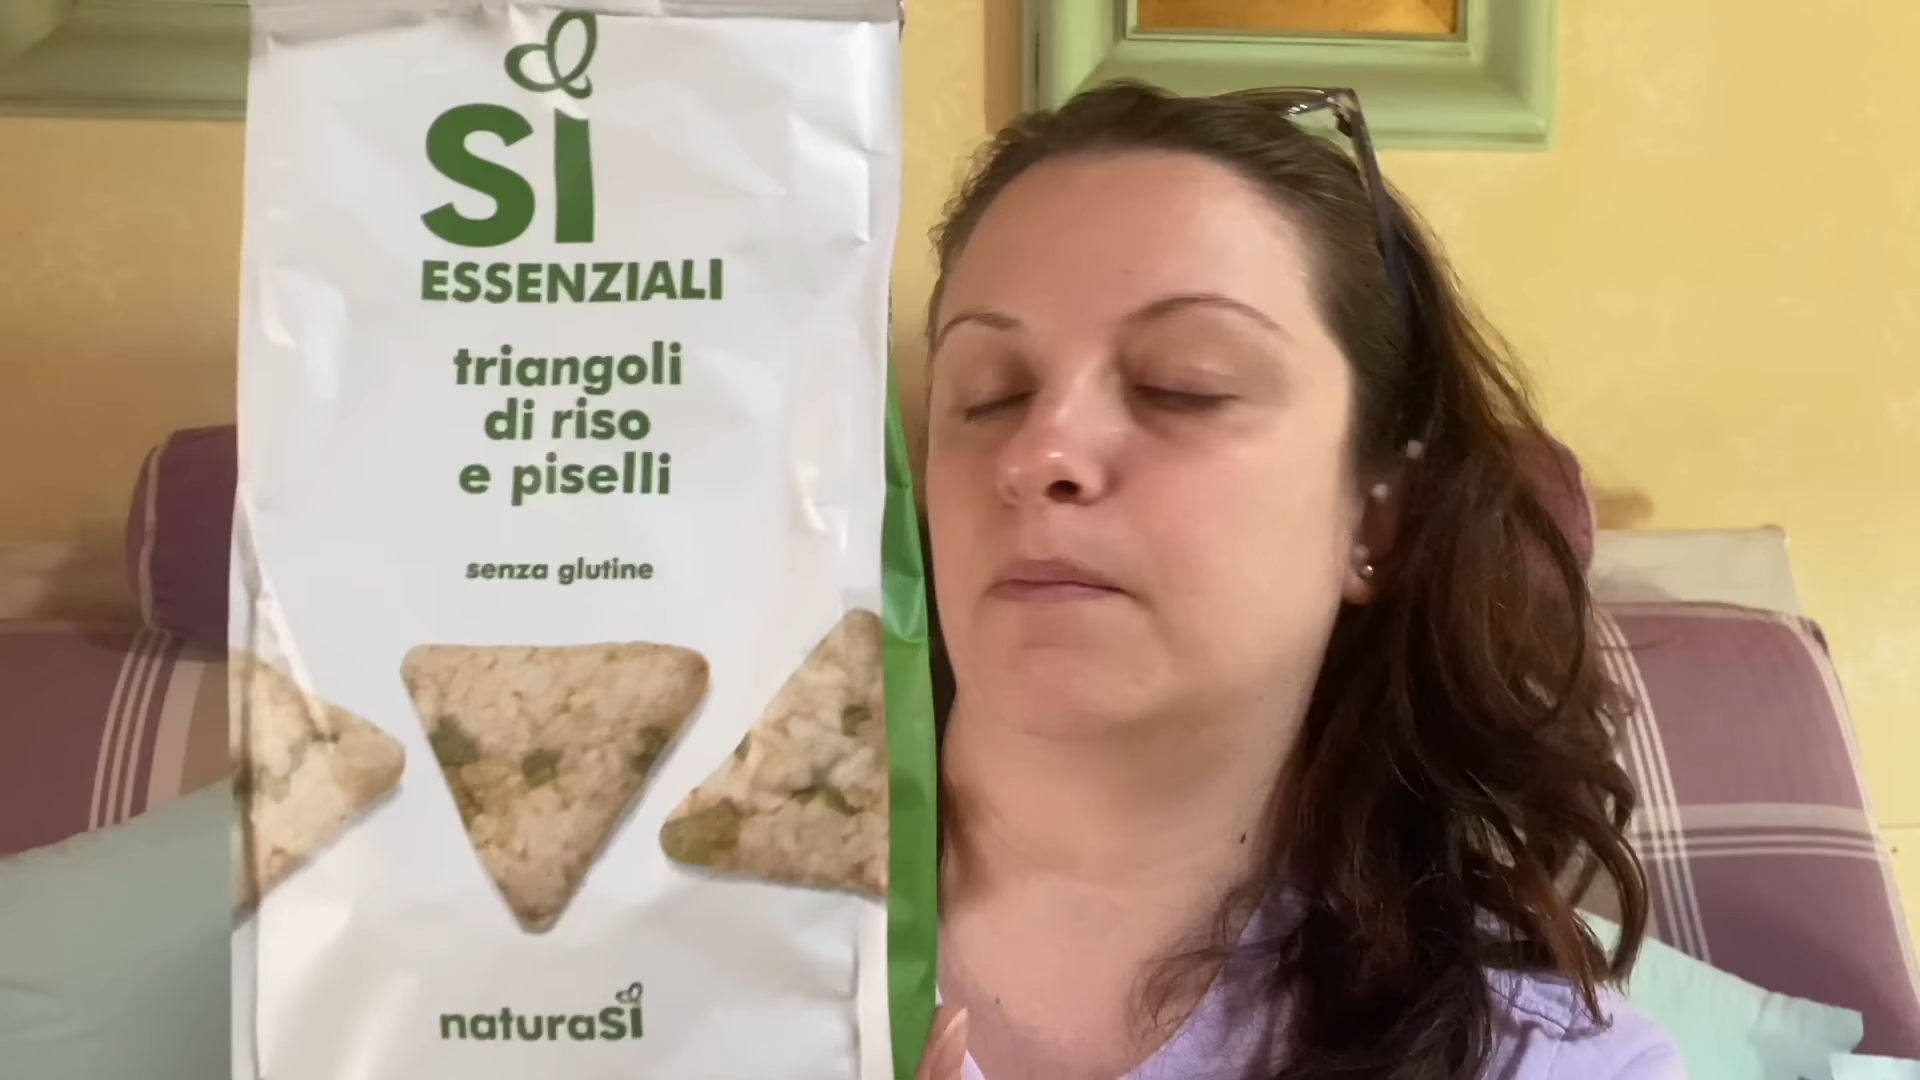 SÌ
ESSENZIALI
triangoli
di riso
e piselli
senza glutine
naturasì